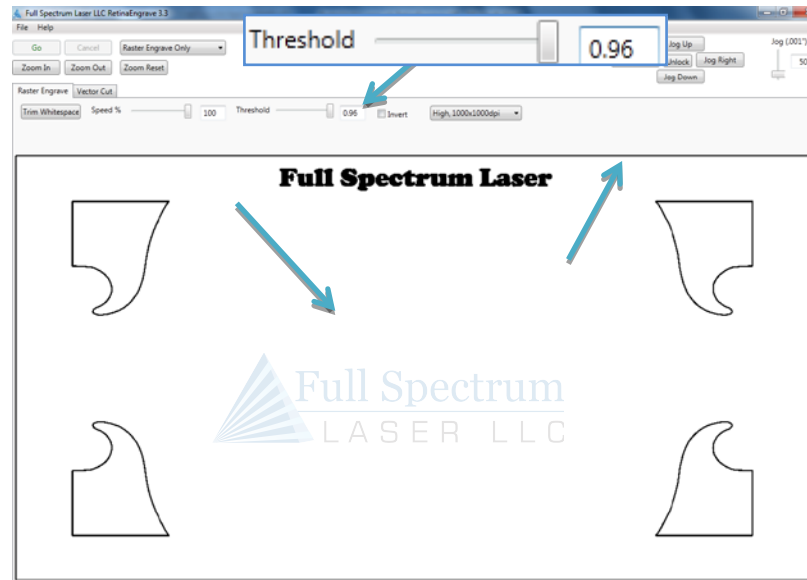 Full Spectrum Laser LLC RetinaEngrave 3.3
File Help
Threshold 0.96
Go Cancel Raster Engrave Only Jog Up Jog (.001")
Zoom In Zoom Out Zoom Reset Unlock Jog Right 50
Jog Down
Raster Engrave Vector Cut
Trim Whitespace Speed % 100 Threshold 0.96 Invert High, 1000x1000dpi
Full Spectrum Laser
Full Spectrum
LASER LLC